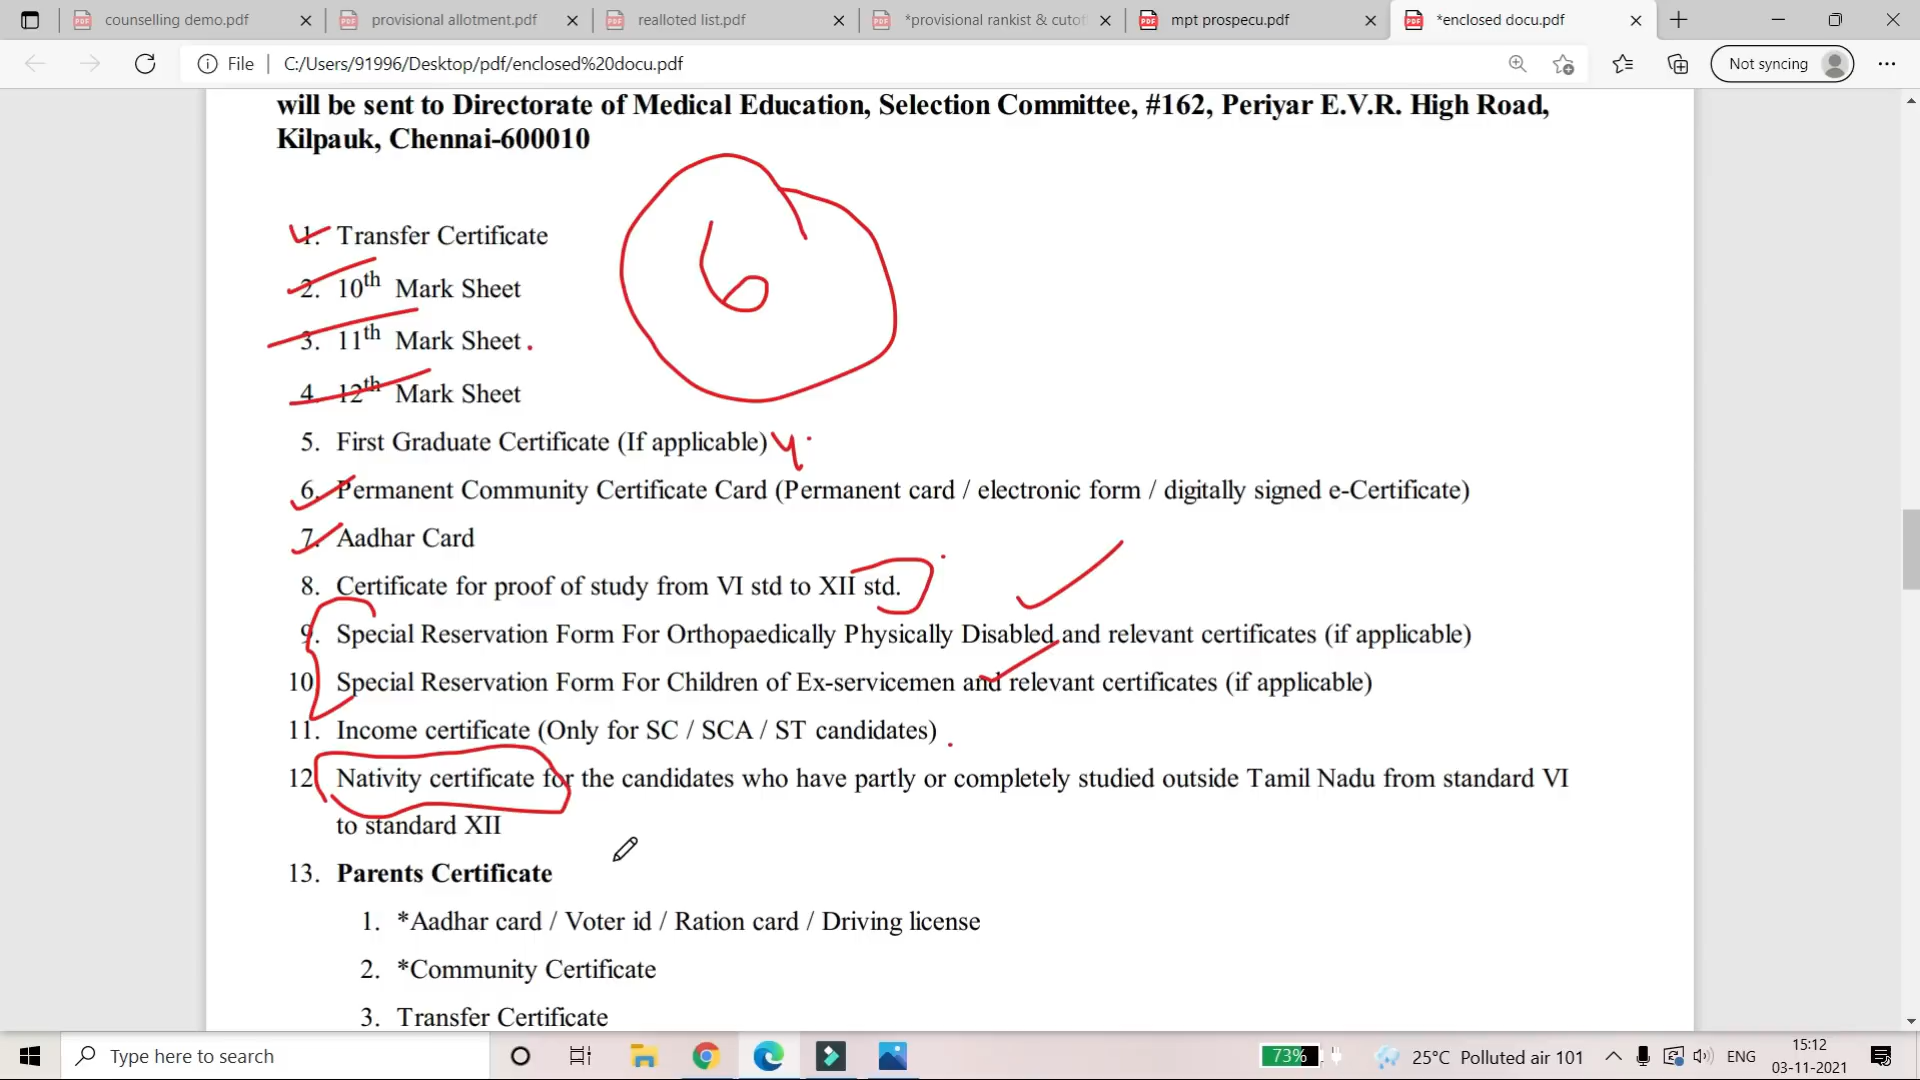 counselling demo.pdf
provisional allotment.pdf
realloted list.pdf
*provisional rankist & cuto
mpt prospecu.pdf
*enclosed docu.pdf
File
C:/Users/91996/Desktop/pdf/enclosed%20docu.pdf
Not syncing
will be sent to Directorate of Medical Education, Selection Committee, #162, Periyar E.V.R. High Road,
Kilpauk, Chennai-600010
6
1. Transfer Certificate
2. 10th Mark Sheet
3. 11th Mark Sheet
4. 12th Mark Sheet
5. First Graduate Certificate (If applicable)
6. Permanent Community Certificate Card (Permanent card / electronic form / digitally signed e-Certificate)
7. Aadhar Card
8. Certificate for proof of study from VI std to XII std.
9. Special Reservation Form For Orthopaedically Physically Disabled and relevant certificates (if applicable)
10 Special Reservation Form For Children of Ex-servicemen and relevant certificates (if applicable)
11. Income certificate (Only for SC / SCA / ST candidates)
12 Nativity certificate for the candidates who have partly or completely studied outside Tamil Nadu from standard VI
to standard XII
13. Parents Certificate
1. *Aadhar card / Voter id / Ration card / Driving license
2. *Community Certificate
3. Transfer Certificate
Type here to search
73%
25°C Polluted air 101
ENG
15:12
03-11-2021